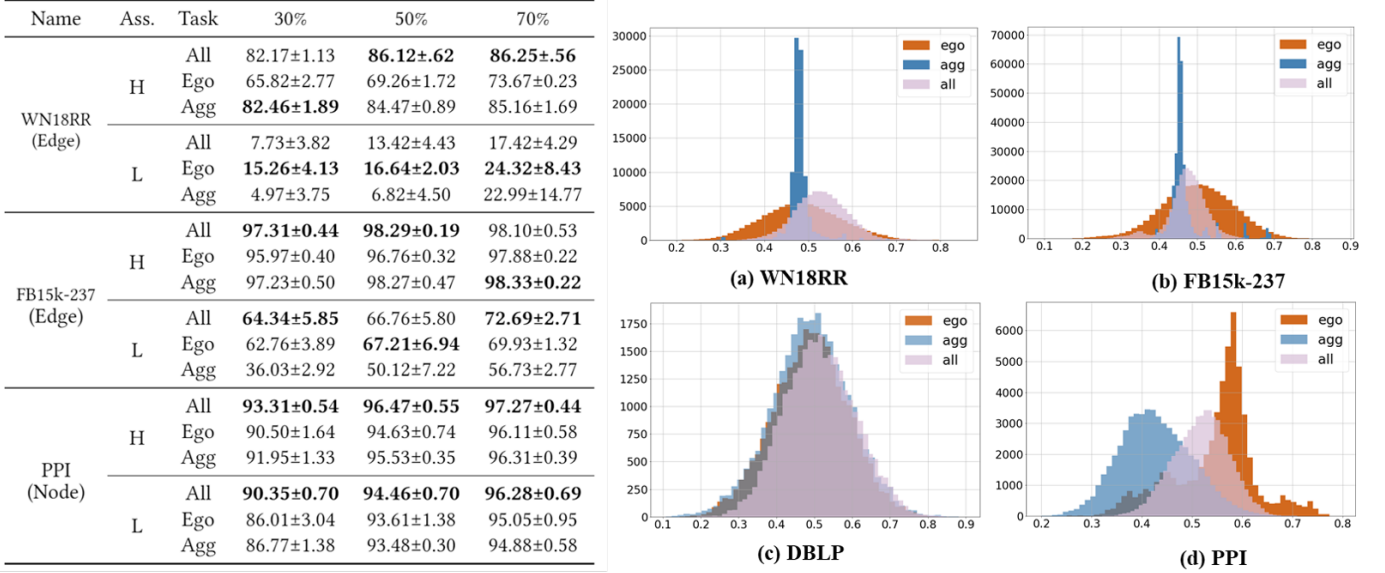 Name Ass. Task 30% 50% 70%
All 82.17±1.13 86.12±.62 86.25±.56
H Ego 65.82±2.77 69.26±1.72 73.67±0.23
Agg 82.46±1.89 84.47±0.89 85.16±1.69
WN18RR
(Edge)
All 7.73±3.82 13.42±4.43 17.42±4.29
L Ego 15.26±4.13 16.64±2.03 24.32±8.43
Agg 4.97±3.75 6.82±4.50 22.99±14.77
All 97.31±0.44 98.29±0.19 98.10±0.53
H Ego 95.97±0.40 96.76±0.32 97.88±0.22
Agg 97.23±0.50 98.27±0.47 98.33±0.22
FB15k-237
(Edge)
All 64.34±5.85 66.76±5.80 72.69±2.71
L Ego 62.76±3.89 67.21±6.94 69.93±1.32
Agg 36.03±2.92 50.12±7.22 56.73±2.77
All 93.31±0.54 96.47±0.55 97.27±0.44
H Ego 90.50±1.64 94.63±0.74 96.11±0.58
Agg 91.95±1.33 95.53±0.35 96.31±0.39
PPI
(Node)
All 90.35±0.70 94.46±0.70 96.28±0.69
L Ego 86.01±3.04 93.61±1.38 95.05±0.95
Agg 86.77±1.38 93.48±0.30 94.88±0.58
30000
25000
20000
15000
10000
5000
0
0.2 0.3 0.4 0.5 0.6 0.7 0.8
ego
agg
all
(a) WN18RR
70000
60000
50000
40000
30000
20000
10000
0
0.1 0.2 0.3 0.4 0.5 0.6 0.7 0.8 0.9
ego
agg
all
(b) FB15k-237
1750
1500
1250
1000
750
500
250
0
0.1 0.2 0.3 0.4 0.5 0.6 0.7 0.8 0.9
ego
agg
all
(c) DBLP
6000
5000
4000
3000
2000
1000
0
0.2 0.3 0.4 0.5 0.6 0.7 0.8
ego
agg
all
(d) PPI